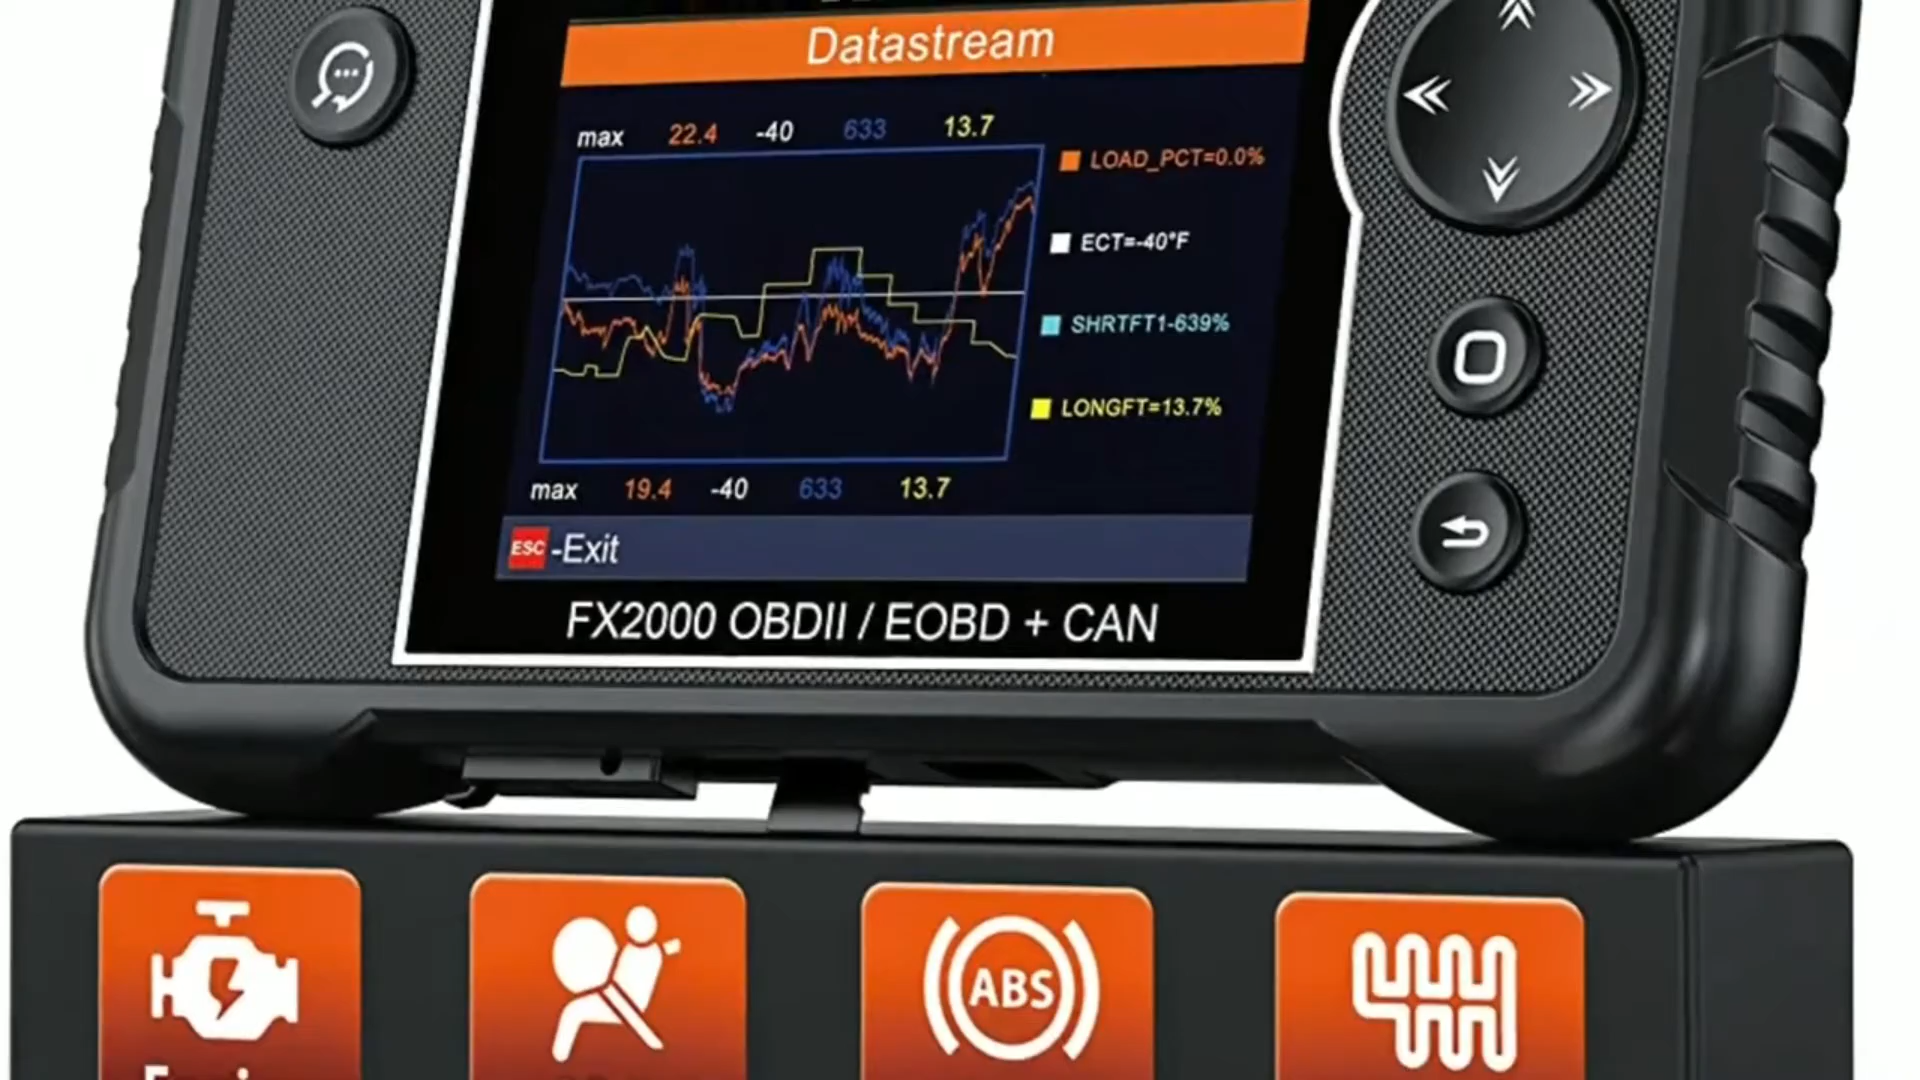 Datastream
max 22.4 -40 633 13.7
LOAD_PCT=0.0%
ECT=-40°F
SHRTFT1-639%
LONGFT=13.7%
max 19.4 -40 633 13.7
ESC -Exit
FX2000 OBDII / EOBD + CAN
ABS